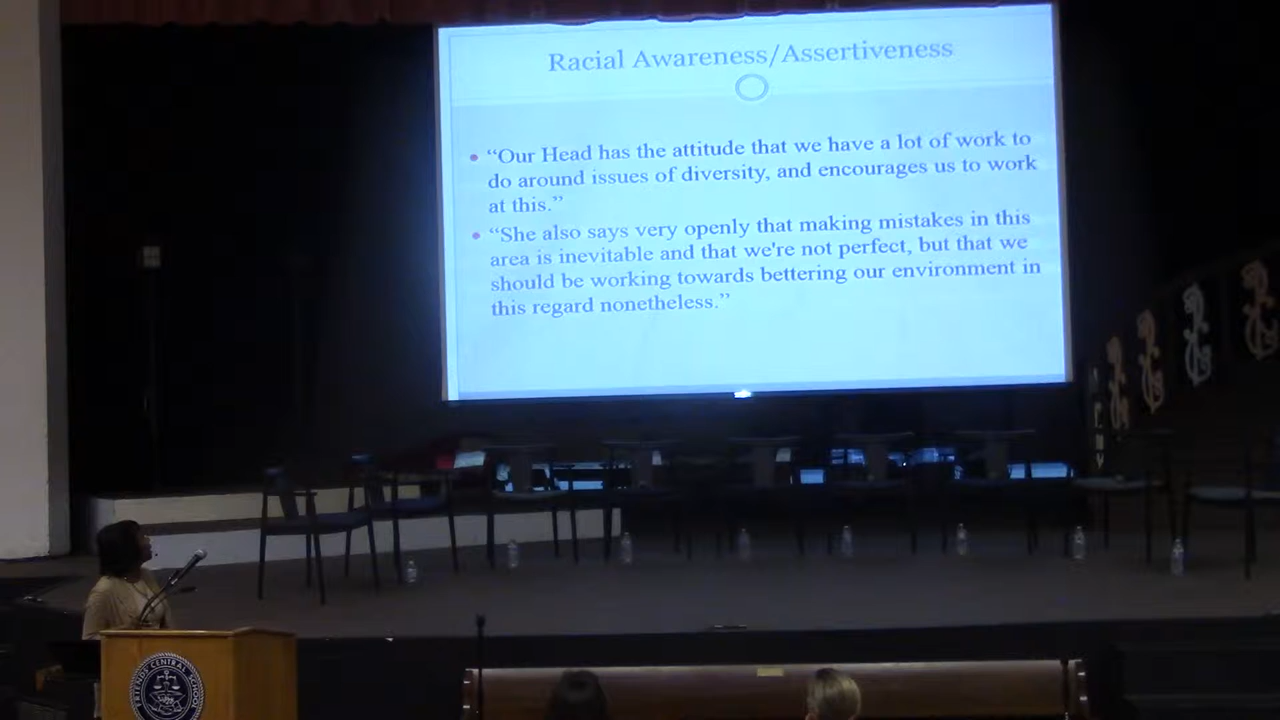 Racial Awareness/Assertiveness
• “Our Head has the attitude that we have a lot of work to
do around issues of diversity, and encourages us to work
at this.”
• “She also says very openly that making mistakes in this
area is inevitable and that we're not perfect, but that we
should be working towards bettering our environment in
this regard nonetheless.”
FRIENDS' CENTRAL SCHOOL